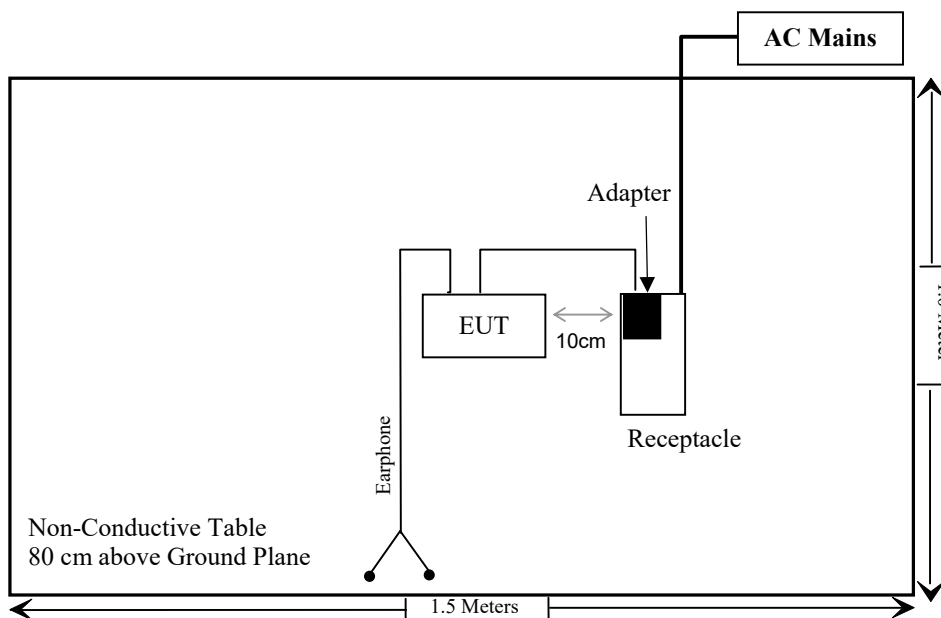 AC Mains
Adapter
EUT
10cm
Receptacle
Earphone
Non-Conductive Table
80 cm above Ground Plane
1.5 Meters